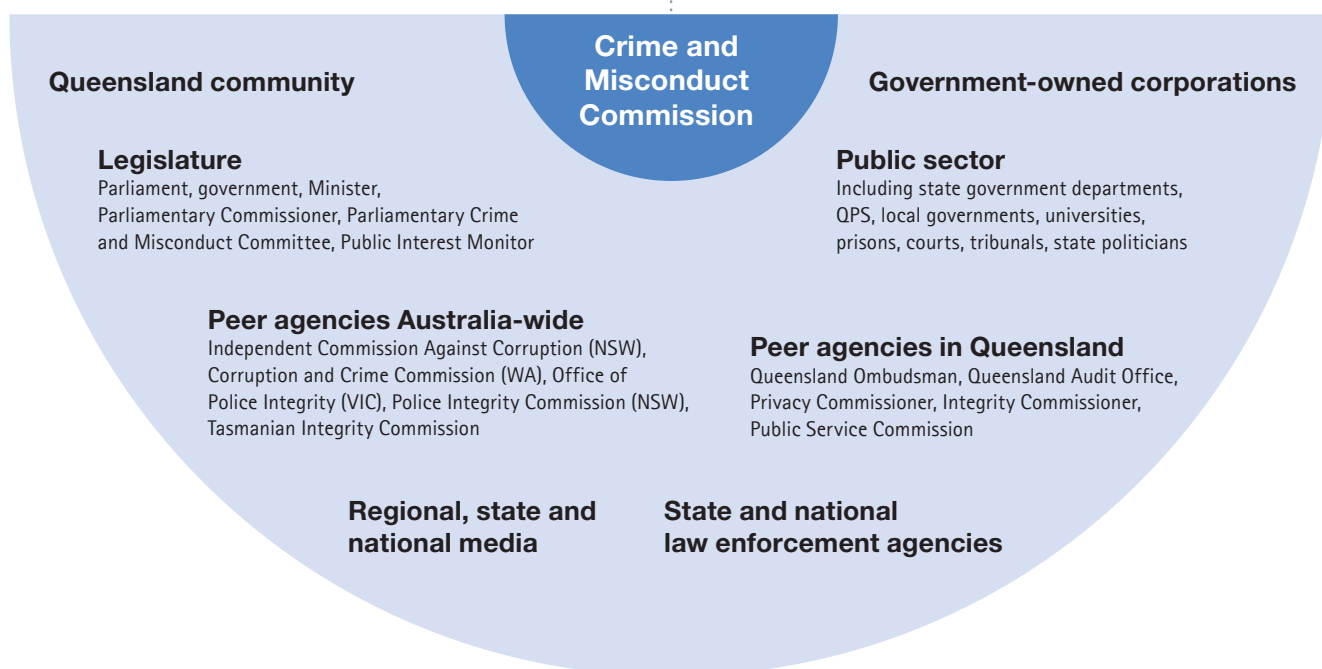 Crime and
Misconduct
Commission
Queensland community
Government-owned corporations
Legislature
Parliament, government, Minister,
Parliamentary Commissioner, Parliamentary Crime
and Misconduct Committee, Public Interest Monitor
Public sector
Including state government departments,
QPS, local governments, universities,
prisons, courts, tribunals, state politicians
Peer agencies Australia-wide
Independent Commission Against Corruption (NSW),
Corruption and Crime Commission (WA), Office of
Police Integrity (VIC), Police Integrity Commission (NSW),
Tasmanian Integrity Commission
Peer agencies in Queensland
Queensland Ombudsman, Queensland Audit Office,
Privacy Commissioner, Integrity Commissioner,
Public Service Commission
Regional, state and
national media
State and national
law enforcement agencies